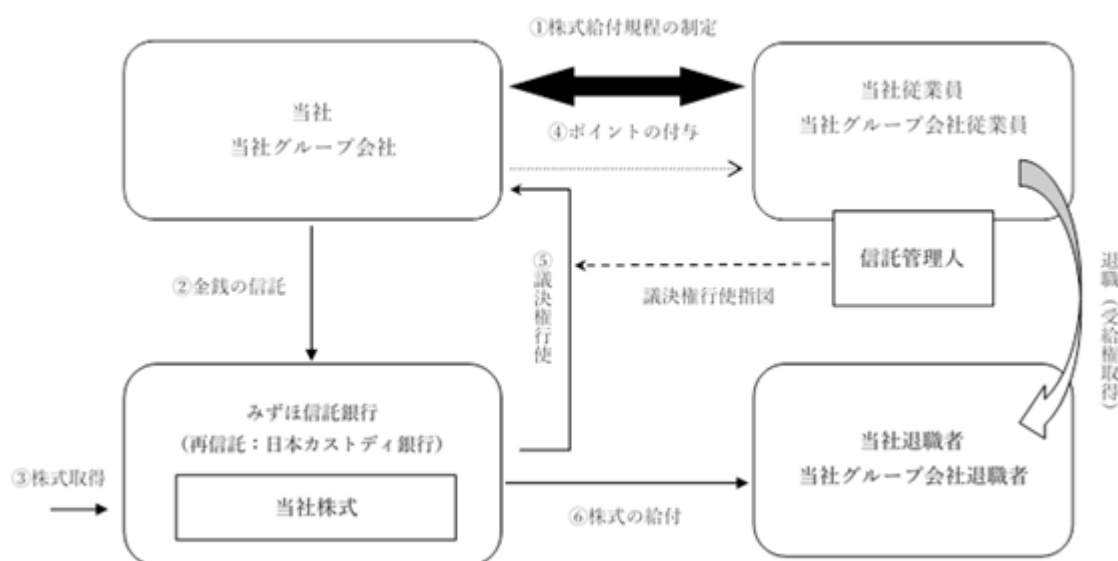 ①株式給付規程の制定
当社
当社グループ会社
当社従業員
当社グループ会社従業員
④ポイントの付与
信託管理人
②金銭の信託
⑤議決権行使
議決権行使指図
退職（受給権取得）
みずほ信託銀行
（再信託：日本カストディ銀行）
当社株式
③株式取得
当社退職者
当社グループ会社退職者
⑥株式の給付